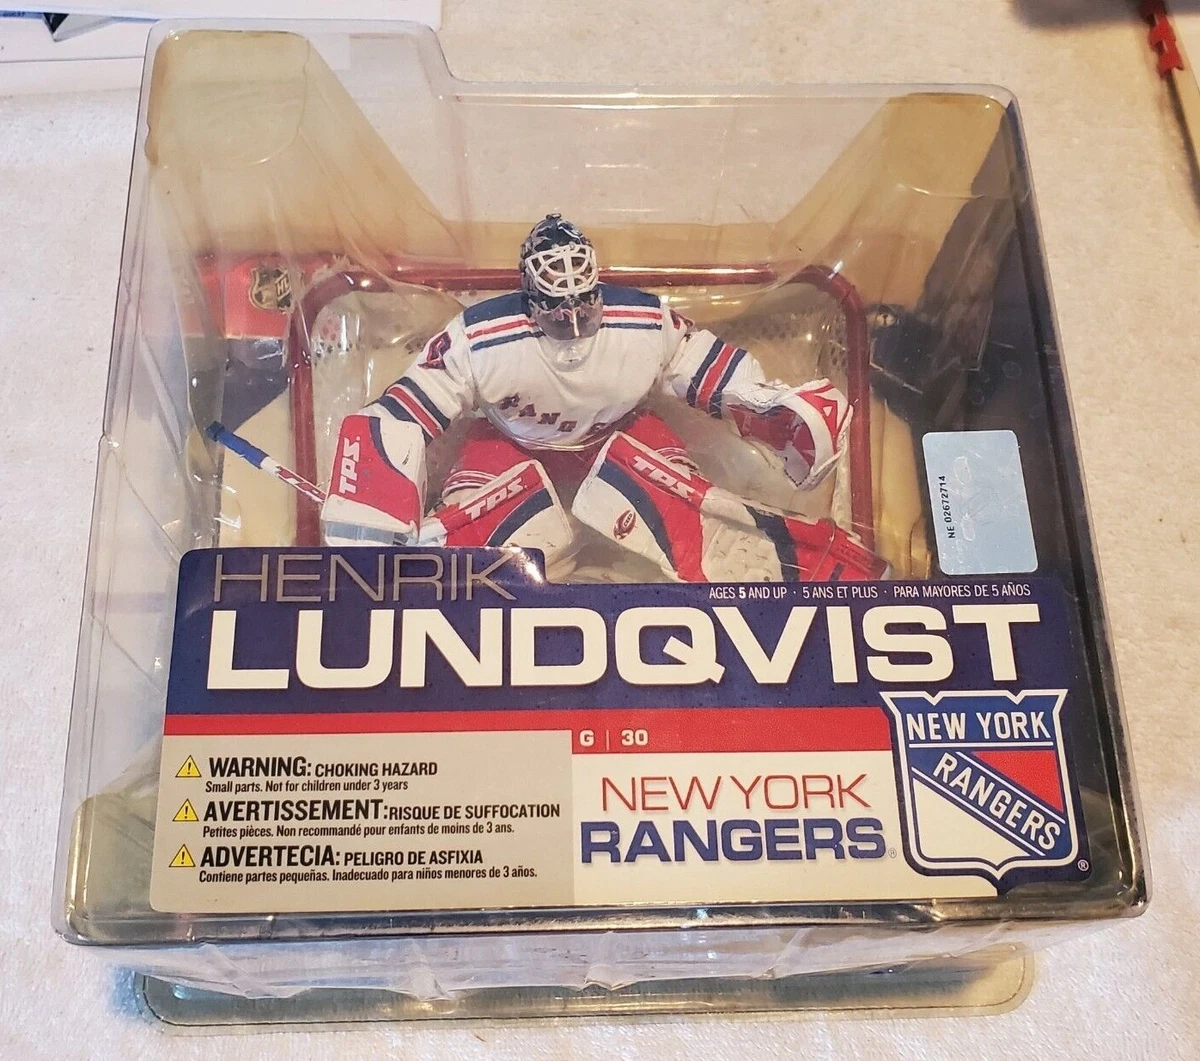 NHL
RANGE
TPS
TPS
TPS
NE 02672714
HENRIK
AGES 5 AND UP · 5 ANS ET PLUS · PARA MAYORES DE 5 AÑOS
LUNDQVIST
G | 30
⚠ WARNING: CHOKING HAZARD
Small parts. Not for children under 3 years
⚠ AVERTISSEMENT:RISQUE DE SUFFOCATION
Petites pièces. Non recommandé pour enfants de moins de 3 ans.
⚠ ADVERTECIA: PELIGRO DE ASFIXIA
Contiene partes pequeñas. Inadecuado para niños menores de 3 años.
NEW YORK
RANGERS®
NEW YORK
RANGERS
®